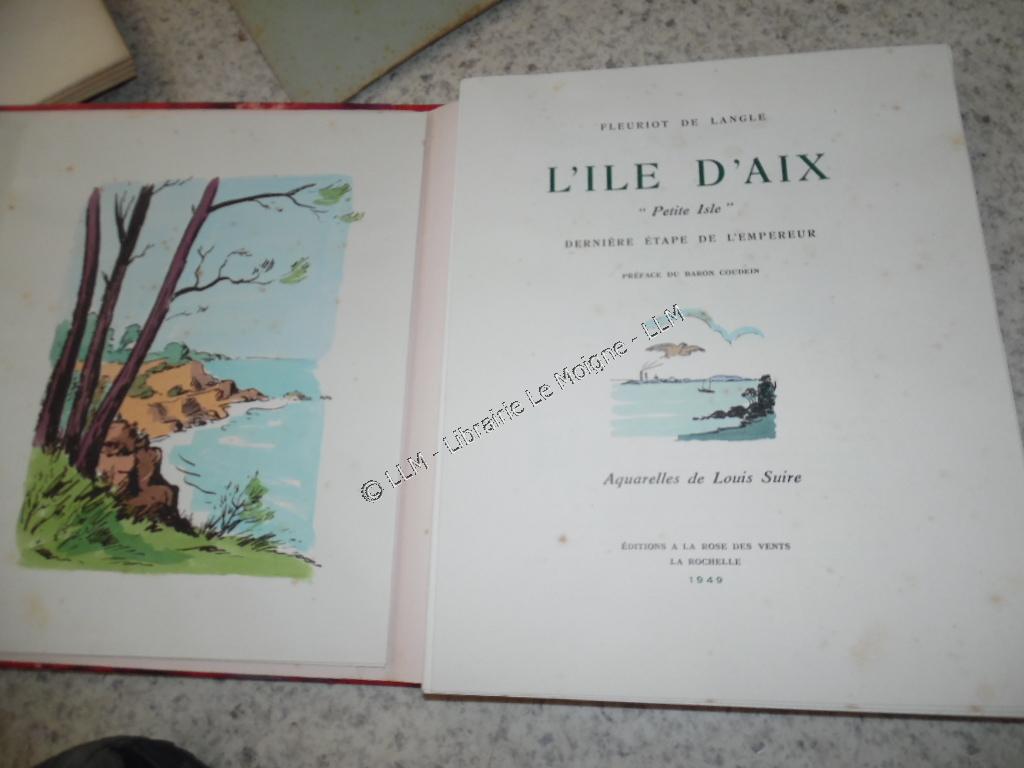 FLEURIOT DE LANGLE
L'ILE D'AIX
" Petite Isle "
DERNIÈRE ÉTAPE DE L'EMPEREUR
PRÉFACE DU BARON COUDEIN
© LLM - Librairie Le Moigne - LLM
Aquarelles de Louis Suire
ÉDITIONS A LA ROSE DES VENTS
LA ROCHELLE
1949